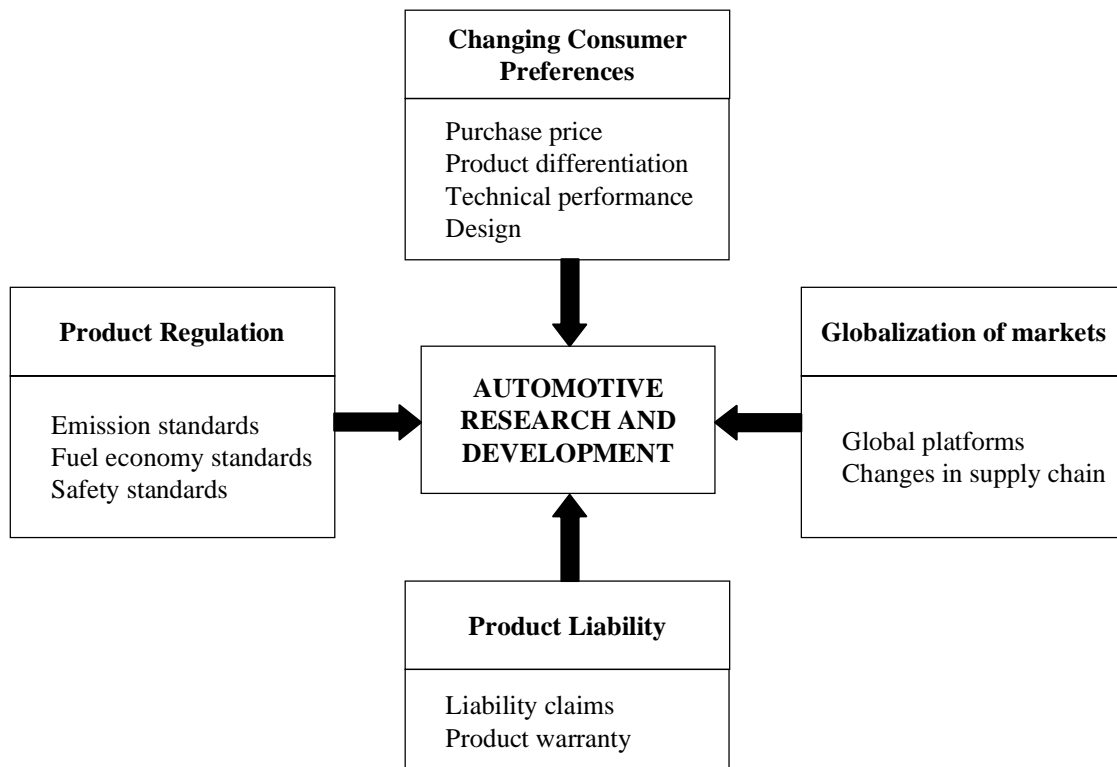 Changing Consumer
Preferences
Purchase price
Product differentiation
Technical performance
Design
Product Regulation
Emission standards
Fuel economy standards
Safety standards
AUTOMOTIVE
RESEARCH AND
DEVELOPMENT
Globalization of markets
Global platforms
Changes in supply chain
Product Liability
Liability claims
Product warranty